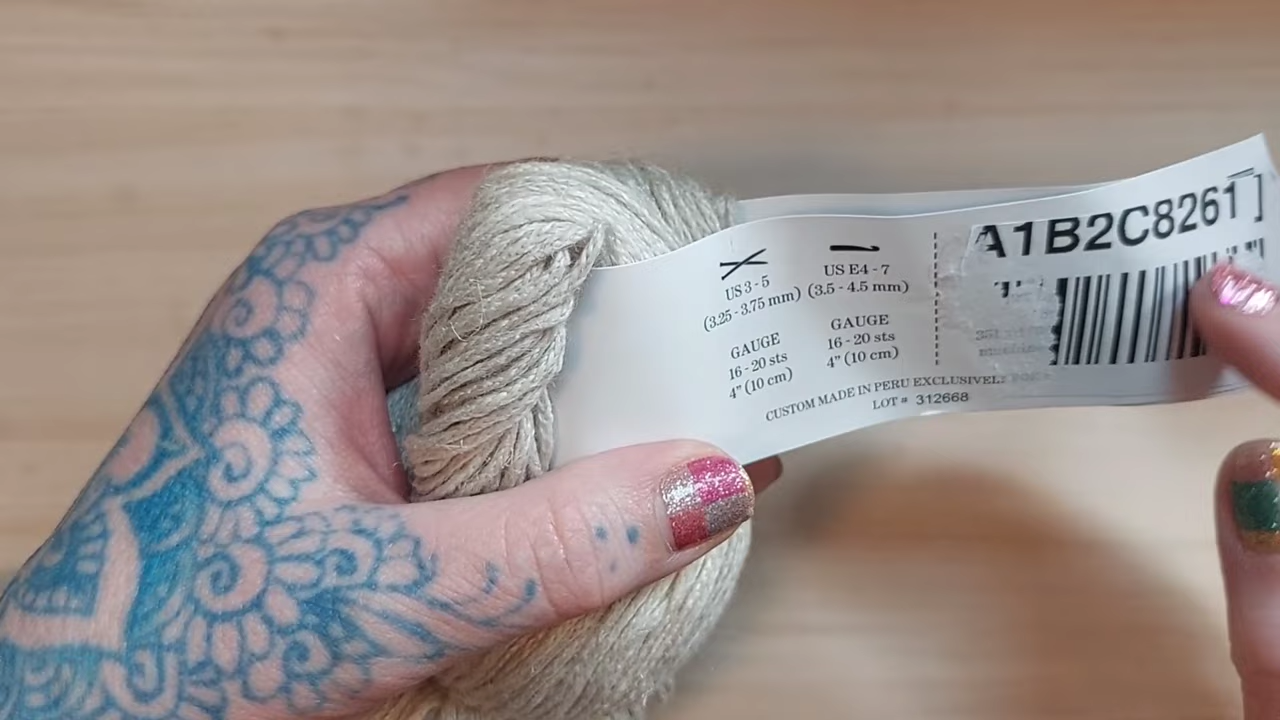 US 3 - 5
(3.25 - 3.75 mm)
GAUGE
16 - 20 sts
4" (10 cm)
US E4 - 7
(3.5 - 4.5 mm)
GAUGE
16 - 20 sts
4" (10 cm)
CUSTOM MADE IN PERU
LOT # 312668
A1B2C8261